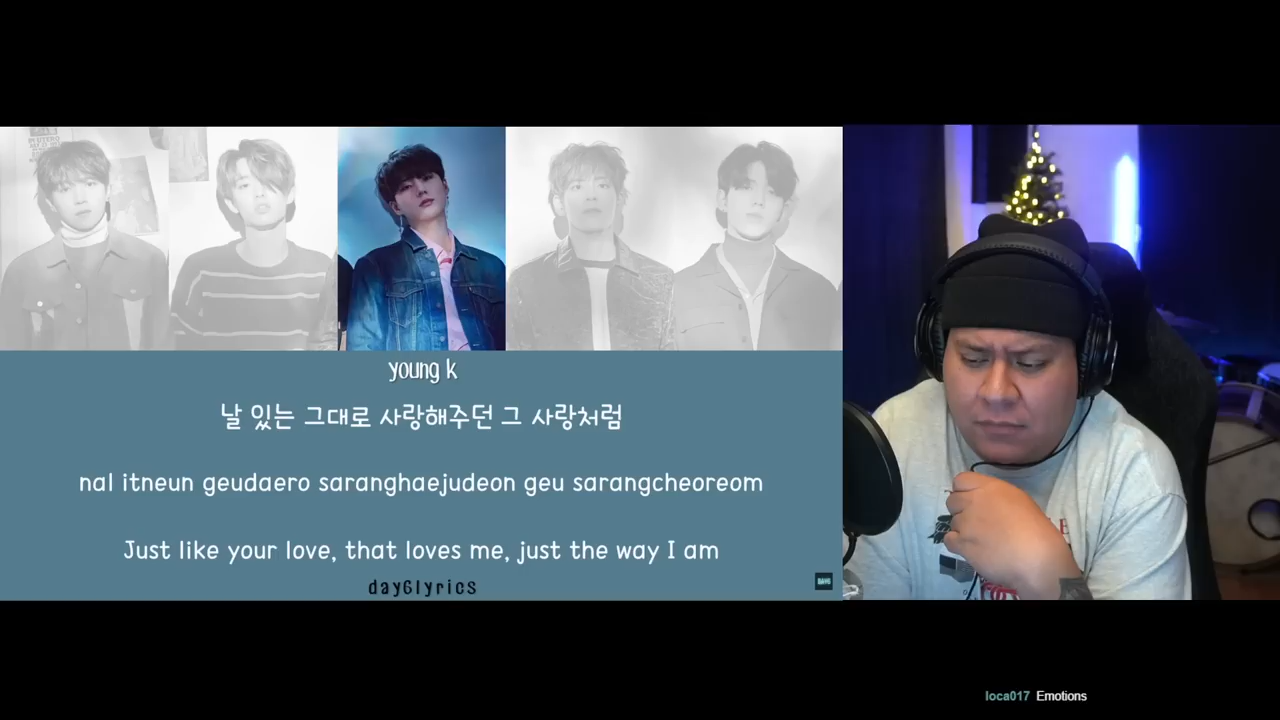 young k
날 있는 그대로 사랑해주던 그 사랑처럼
nal itneun geudaero saranghaejudeon geu sarangcheoreom
Just like your love, that loves me, just the way I am
day6lyrics
loca017 Emotions